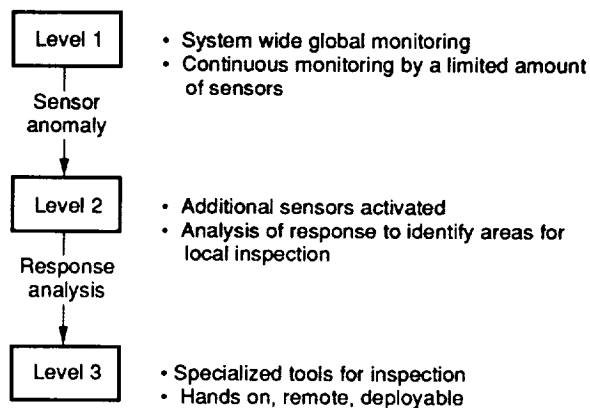 Level 1
• System wide global monitoring
• Continuous monitoring by a limited amount
of sensors
Sensor
anomaly
Level 2
• Additional sensors activated
• Analysis of response to identify areas for
local inspection
Response
analysis
Level 3
• Specialized tools for inspection
• Hands on, remote, deployable